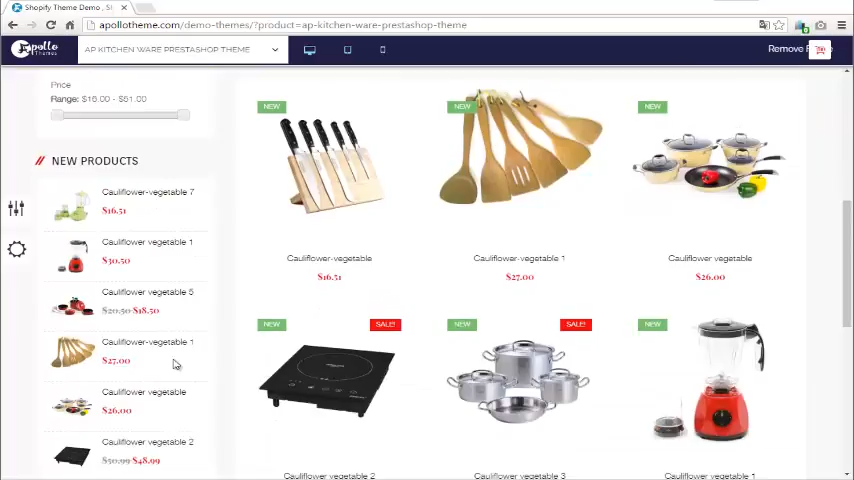 Shopify Theme Demo , S
apollotheme.com/demo-themes/?product=ap-kitchen-ware-prestashop-theme
Apollo
Themes
AP KITCHEN WARE PRESTASHOP THEME
Remove
Price
Range: $16.00 - $51.00
NEW PRODUCTS
Cauliflower-vegetable 7
$16.51
Cauliflower vegetable 1
$30.50
Cauliflower vegetable 5
$20.50 $18.50
Cauliflower-vegetable 1
$27.00
Cauliflower vegetable
$26.00
Cauliflower vegetable 2
$50.99 $48.99
NEW
NEW
NEW
Cauliflower-vegetable
Cauliflower-vegetable 1
Cauliflower vegetable
$16.51
$27.00
$26.00
NEW
SALE!
NEW
SALE!
NEW
Cauliflower vegetable 2
Cauliflower vegetable 3
Cauliflower vegetable 1